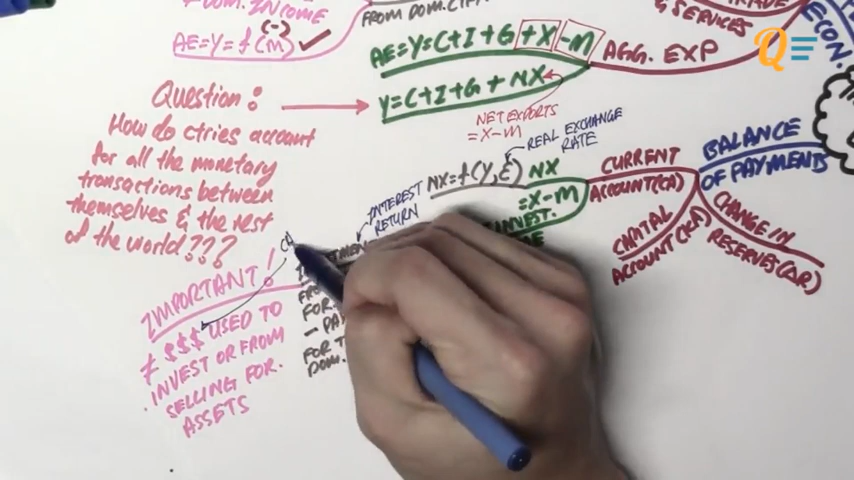 DOM. INCOME
(-)
AE=Y=f(m)
FROM DOM.
AE=Y=C+I+G+X-M
AGG. EXP
& SERVICES
ECON.
Y=C+I+G+NX
NET EXPORTS
=X-M
Question:
How do ctries account
for all the monetary
transactions between
themselves & the rest
of the world???
REAL EXCHANGE
RATE
NX=f(Y,E) NX
=X-M
INTEREST
RETURN
INVEST.
CURRENT
ACCOUNT(CA)
BALANCE
OF PAYMENTS
CAPITAL
ACCOUNT(KA)
CHANGE IN
RESERVES(ΔR)
IMPORTANT!
≠ $$$ USED TO
INVEST OR FROM
SELLING FOR.
ASSETS
FOR
DOM.